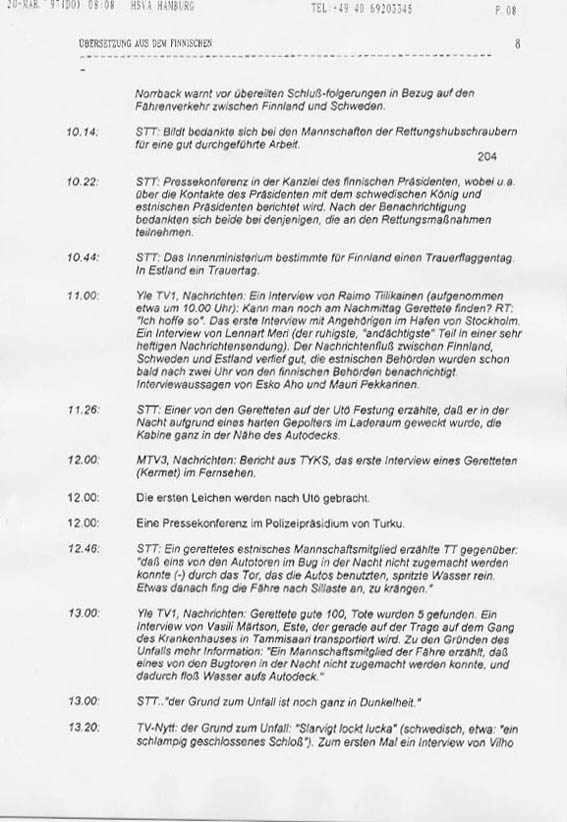 20-MAR. '97(DO) 08:08 HSVA HAMBURG TEL:+49 40 69203345 P. 08
ÜBERSETZUNG AUS DEM FINNISCHEN 8
Norrback warnt vor übereilten Schluß-folgerungen in Bezug auf den
Fährenverkehr zwischen Finnland und Schweden.
10.14: STT: Bildt bedankte sich bei den Mannschaften der Rettungshubschraubern
für eine gut durchgeführte Arbeit.
204
10.22: STT: Pressekonferenz in der Kanzlei des finnischen Präsidenten, wobei u.a.
über die Kontakte des Präsidenten mit dem schwedischen König und
estnischen Präsidenten berichtet wird. Nach der Benachrichtigung
bedankten sich beide bei denjenigen, die an den Rettungsmaßnahmen
teilnehmen.
10.44: STT: Das Innenministerium bestimmte für Finnland einen Trauerflaggentag.
In Estland ein Trauertag.
11.00: Yle TV1, Nachrichten: Ein Interview von Raimo Tiilikainen (aufgenommen
etwa um 10.00 Uhr): Kann man noch am Nachmittag Gerettete finden? RT:
"Ich hoffe so". Das erste Interview mit Angehörigen im Hafen von Stockholm.
Ein Interview von Lennart Meri (der ruhigste, "andächtigste" Teil in einer sehr
heftigen Nachrichtensendung). Der Nachrichtenfluß zwischen Finnland,
Schweden und Estland verlief gut, die estnischen Behörden wurden schon
bald nach zwei Uhr von den finnischen Behörden benachrichtigt.
Interviewaussagen von Esko Aho und Mauri Pekkarinen.
11.26: STT: Einer von den Geretteten auf der Utö Festung erzählte, daß er in der
Nacht aufgrund eines harten Gepolters im Laderaum geweckt wurde, die
Kabine ganz in der Nähe des Autodecks.
12.00: MTV3, Nachrichten: Bericht aus TYKS, das erste Interview eines Geretteten
(Kermet) im Fernsehen.
12.00: Die ersten Leichen werden nach Utö gebracht.
12.00: Eine Pressekonferenz im Polizeipräsidium von Turku.
12.46: STT: Ein gerettetes estnisches Mannschaftsmitglied erzählte TT gegenüber:
"daß eins von den Autotoren im Bug in der Nacht nicht zugemacht werden
konnte (-) durch das Tor, das die Autos benutzten, spritzte Wasser rein.
Etwas danach fing die Fähre nach Sillaste an, zu krängen."
13.00: Yle TV1, Nachrichten: Gerettete gute 100, Tote wurden 5 gefunden. Ein
Interview von Vasili Märtson, Este, der gerade auf der Trage auf dem Gang
des Krankenhauses in Tammisaari transportiert wird. Zu den Gründen des
Unfalls mehr Information: "Ein Mannschaftsmitglied der Fähre erzählt, daß
eines von den Bugtoren in der Nacht nicht zugemacht werden konnte, und
dadurch floß Wasser aufs Autodeck."
13.00: STT.."der Grund zum Unfall ist noch ganz in Dunkelheit."
13.20: TV-Nytt: der Grund zum Unfall: "Slarvigt lockt lucka" (schwedisch, etwa: "ein
schlampig geschlossenes Schloß"). Zum ersten Mal ein Interview von Vilho